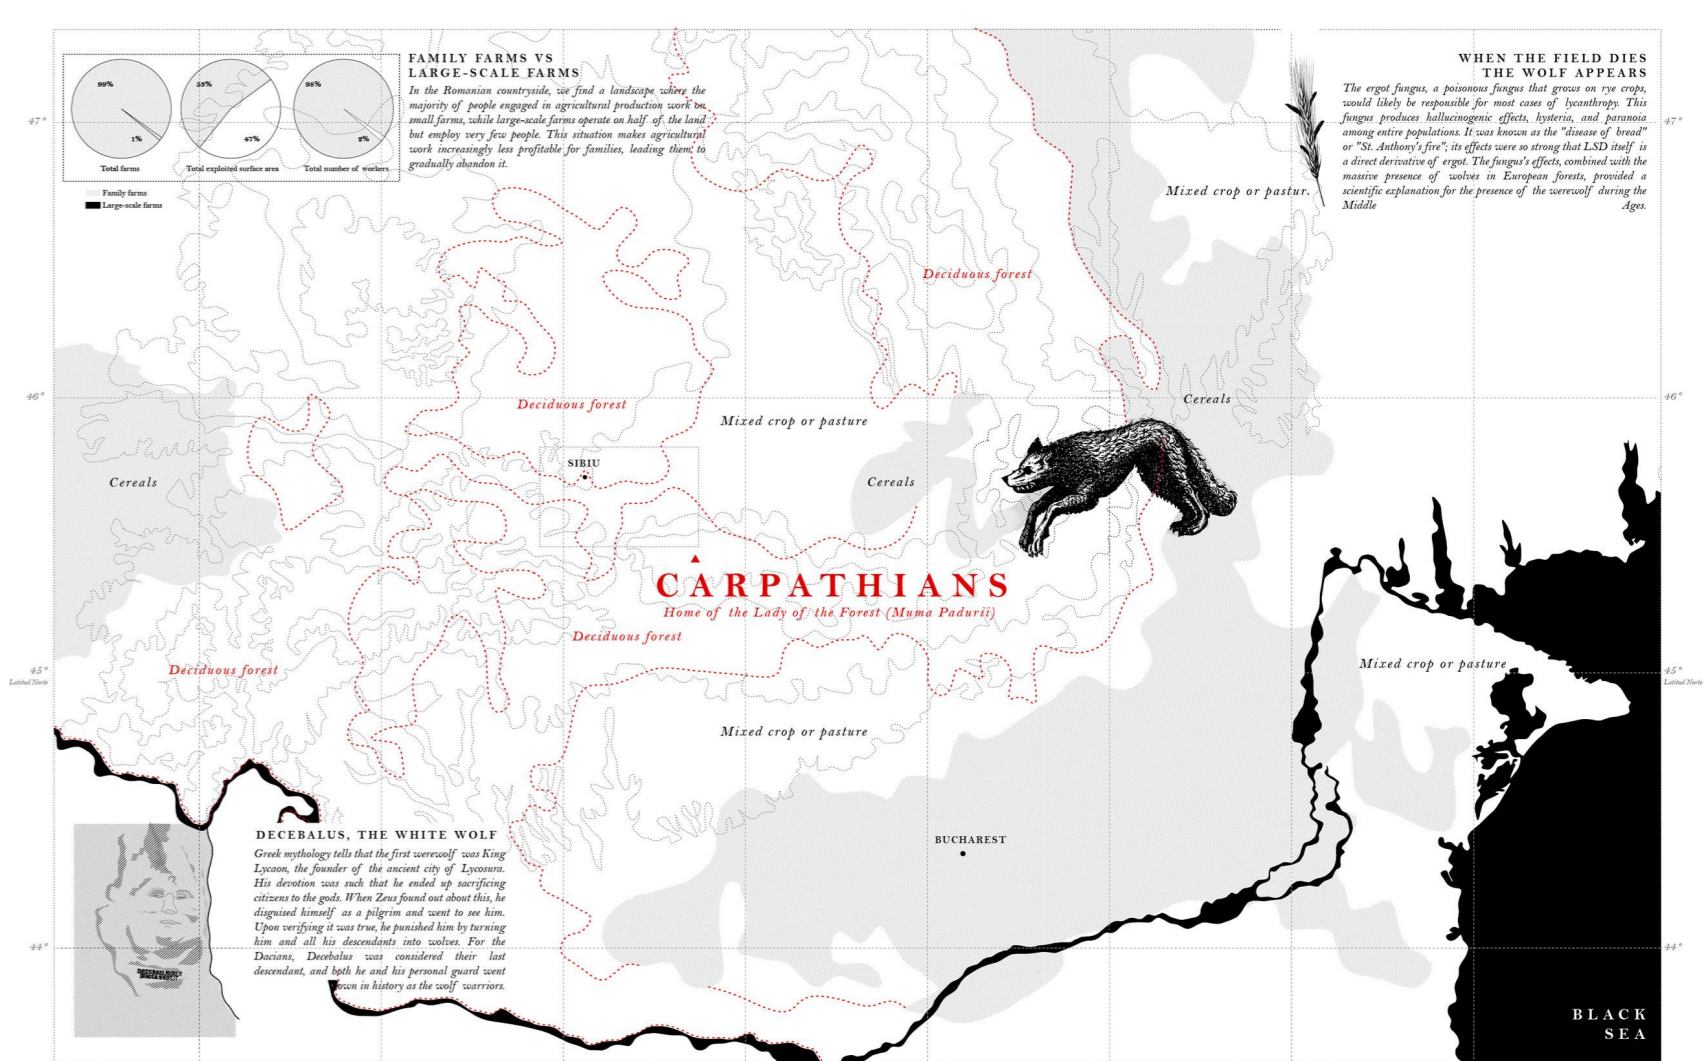 FAMILY FARMS VS
LARGE-SCALE FARMS
In the Romanian countryside, we find a landscape where the
majority of people engaged in agricultural production work on
small farms, while large-scale farms operate on half of the land
but employ very few people. This situation makes agricultural
work increasingly less profitable for families, leading them to
gradually abandon it.
99%
1%
Total farms
53%
47%
Total exploited surface area
98%
2%
Total number of workers
Family farms
Large-scale farms
WHEN THE FIELD DIES
THE WOLF APPEARS
The ergot fungus, a poisonous fungus that grows on rye crops,
would likely be responsible for most cases of lycanthropy. This
fungus produces hallucinogenic effects, hysteria, and paranoia
among entire populations. It was known as the "disease of bread"
or "St. Anthony's fire"; its effects were so strong that LSD itself is
a direct derivative of ergot. The fungus's effects, combined with the
massive presence of wolves in European forests, provided a
scientific explanation for the presence of the werewolf during the
Middle Ages.
47°
47°
Mixed crop or pastur
Deciduous forest
46°
46°
Cereals
Deciduous forest
Mixed crop or pasture
SIBIU
Cereals
Cereals
CARPATHIANS
Home of the Lady of the Forest (Muma Padurii)
Deciduous forest
Deciduous forest
Mixed crop or pasture
45°
Latitud Norte
45°
Latitud Norte
Mixed crop or pasture
BUCHAREST
DECEBALUS, THE WHITE WOLF
Greek mythology tells that the first werewolf was King
Lycaon, the founder of the ancient city of Lycosura.
His devotion was such that he ended up sacrificing
citizens to the gods. When Zeus found out about this, he
disguised himself as a pilgrim and went to see him.
Upon verifying it was true, he punished him by turning
him and all his descendants into wolves. For the
Dacians, Decebalus was considered their last
descendant, and both he and his personal guard went
own in history as the wolf warriors.
44°
44°
BLACK
SEA